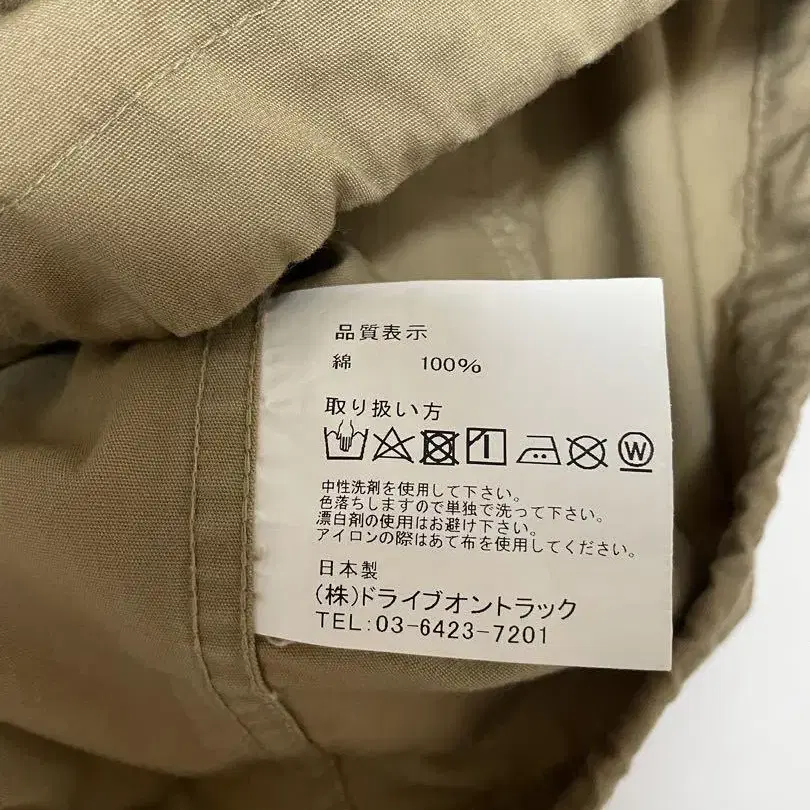 品質表示
綿 100%
取り扱い方
W
中性洗剤を使用して下さい。
色落ちしますので単独で洗って下さい。
漂白剤の使用はお避け下さい。
アイロンの際はあて布を使用してください。
日本製
(株)ドライブオントラック
TEL:03-6423-7201